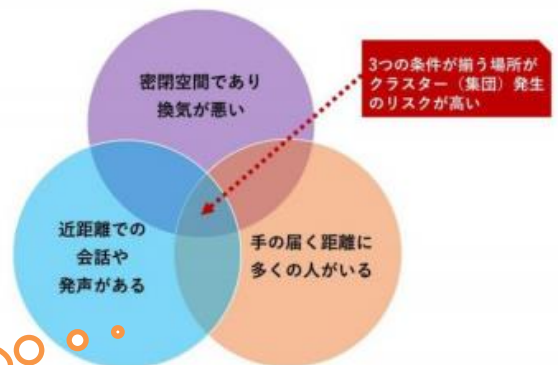 密閉空間であり
換気が悪い
3つの条件が揃う場所が
クラスター（集団）発生
のリスクが高い
近距離での
会話や
発声がある
手の届く距離に
多くの人がいる